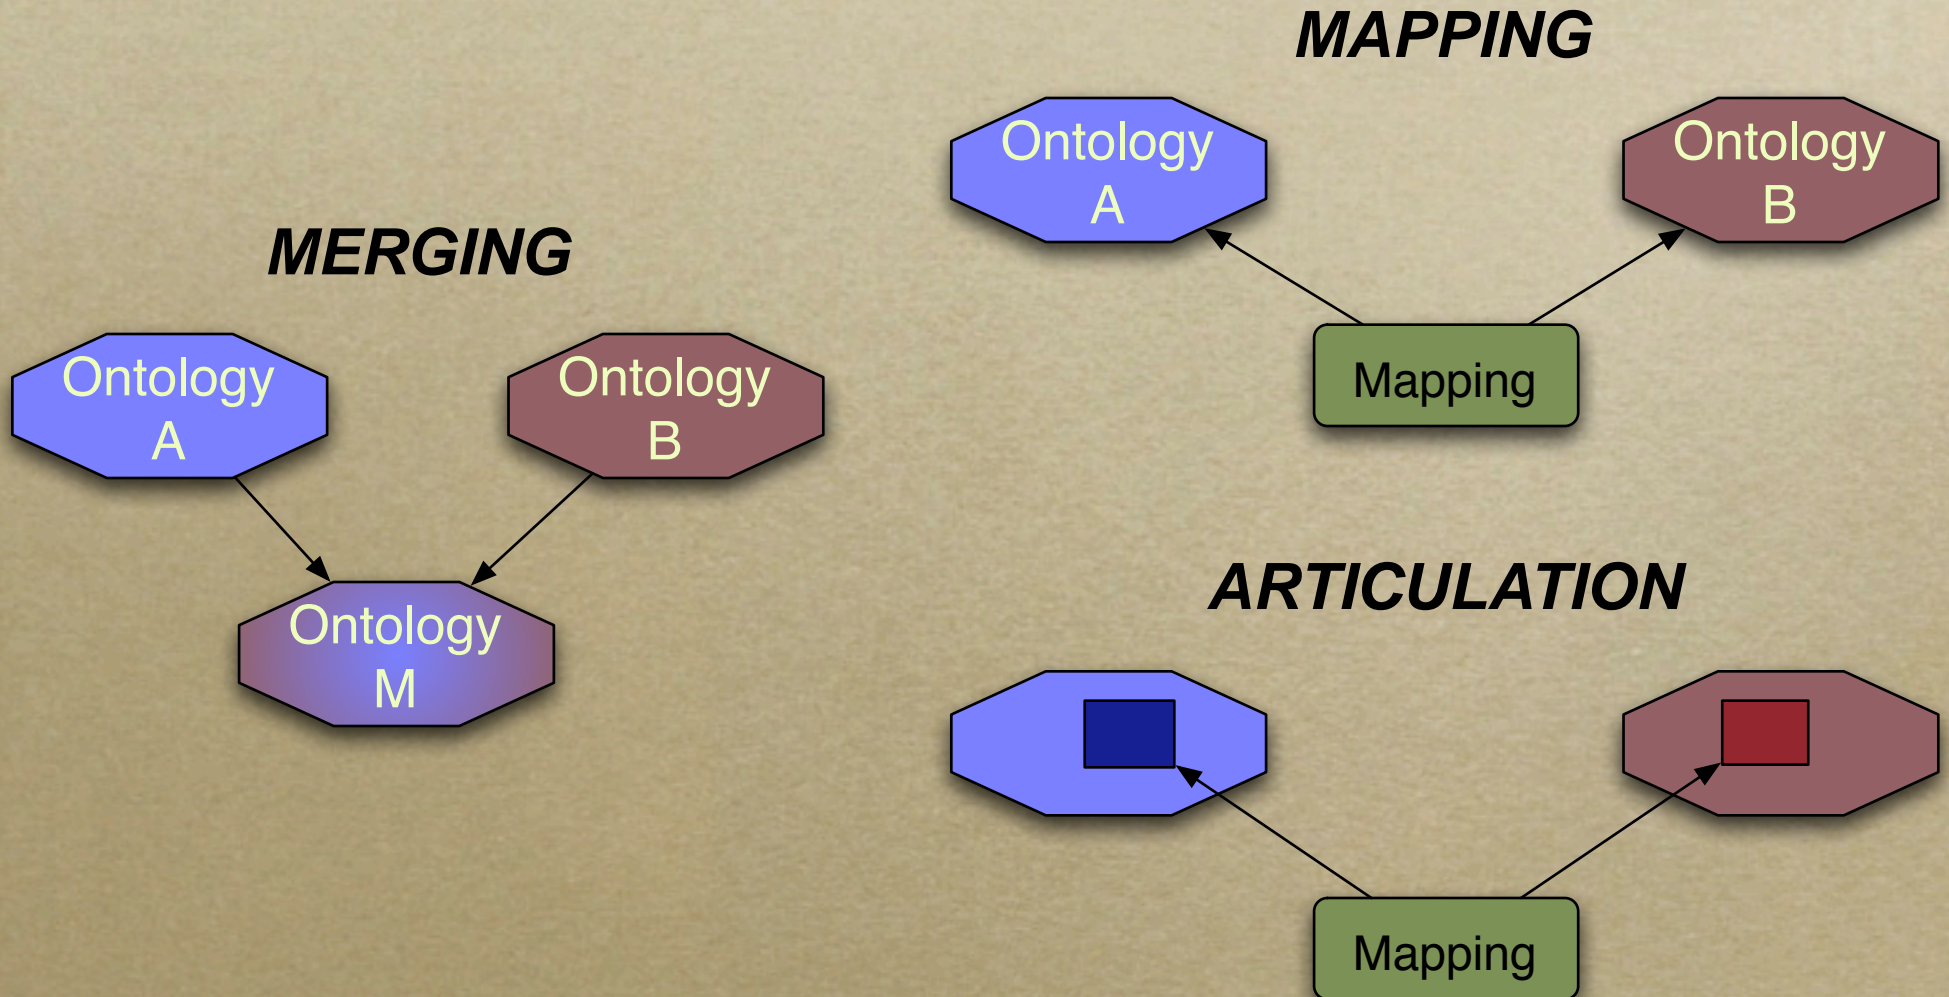 MERGING
Ontology
A
Ontology
B
Ontology
M
MAPPING
Ontology
A
Ontology
B
Mapping
ARTICULATION
Mapping